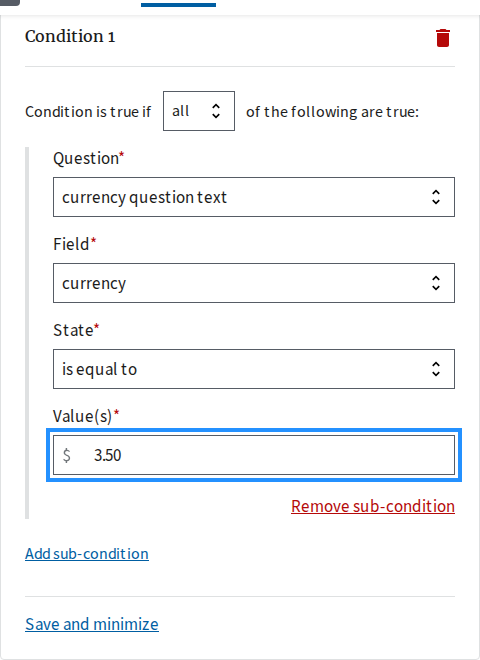 Condition 1
Condition is true if all of the following are true:
Question*
currency question text
Field*
currency
State*
is equal to
Value(s)*
$ 3.50
Remove sub-condition
Add sub-condition
Save and minimize